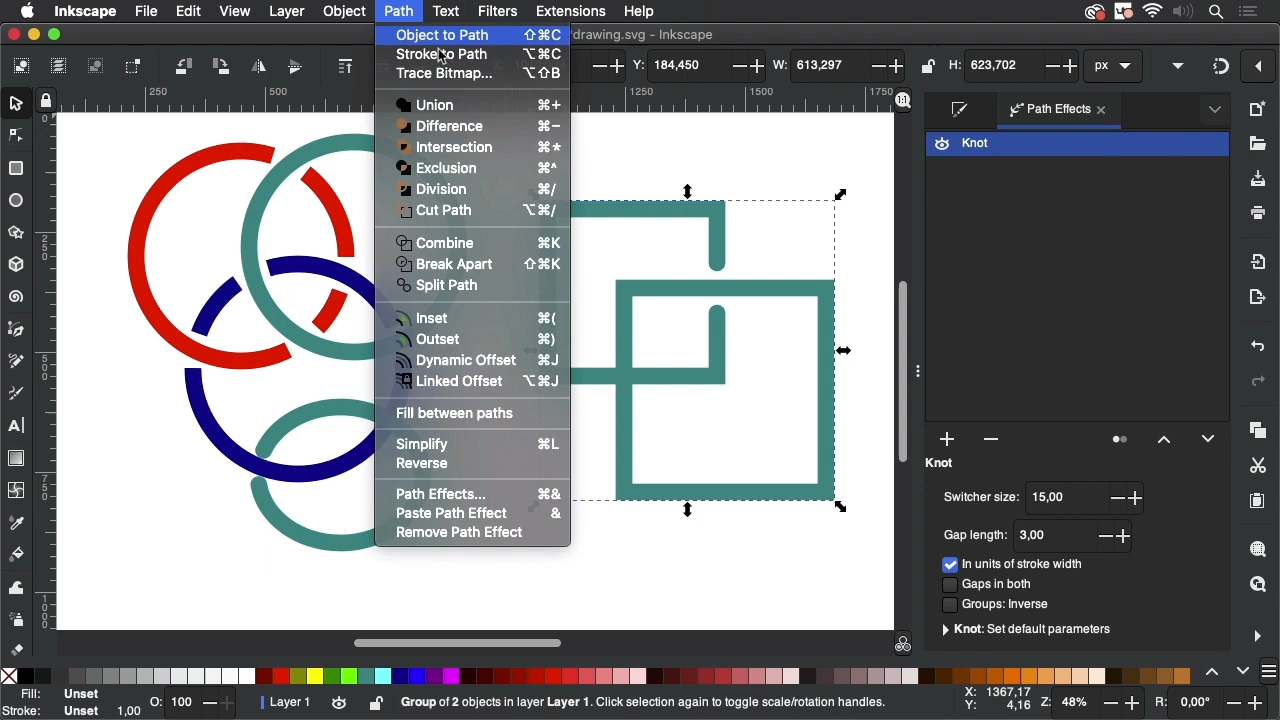 Inkscape File Edit View Layer Object Path Text Filters Extensions Help
drawing.svg - Inkscape
Y: 184,450 W: 613,297 H: 623,702 px
Object to Path ⇧⌘C
Stroke to Path ⌥⌘C
Trace Bitmap... ⌥⇧B
Union ⌘+
Difference ⌘−
Intersection ⌘*
Exclusion ⌘^
Division ⌘/
Cut Path ⌥⌘/
Combine ⌘K
Break Apart ⇧⌘K
Split Path
Inset ⌘(
Outset ⌘)
Dynamic Offset ⌘J
Linked Offset ⌥⌘J
Fill between paths
Simplify ⌘L
Reverse
Path Effects... ⌘&
Paste Path Effect &
Remove Path Effect
250 500 1250 1500 1750
0
250
500
750
1000
Path Effects
Knot
Knot
Switcher size: 15,00
Gap length: 3,00
In units of stroke width
Gaps in both
Groups: Inverse
Knot: Set default parameters
Fill: Unset
Stroke: Unset 1,00
O: 100
Layer 1
Group of 2 objects in layer Layer 1. Click selection again to toggle scale/rotation handles.
X: 1367,17
Y: 4,16
Z: 48%
R: 0,00°